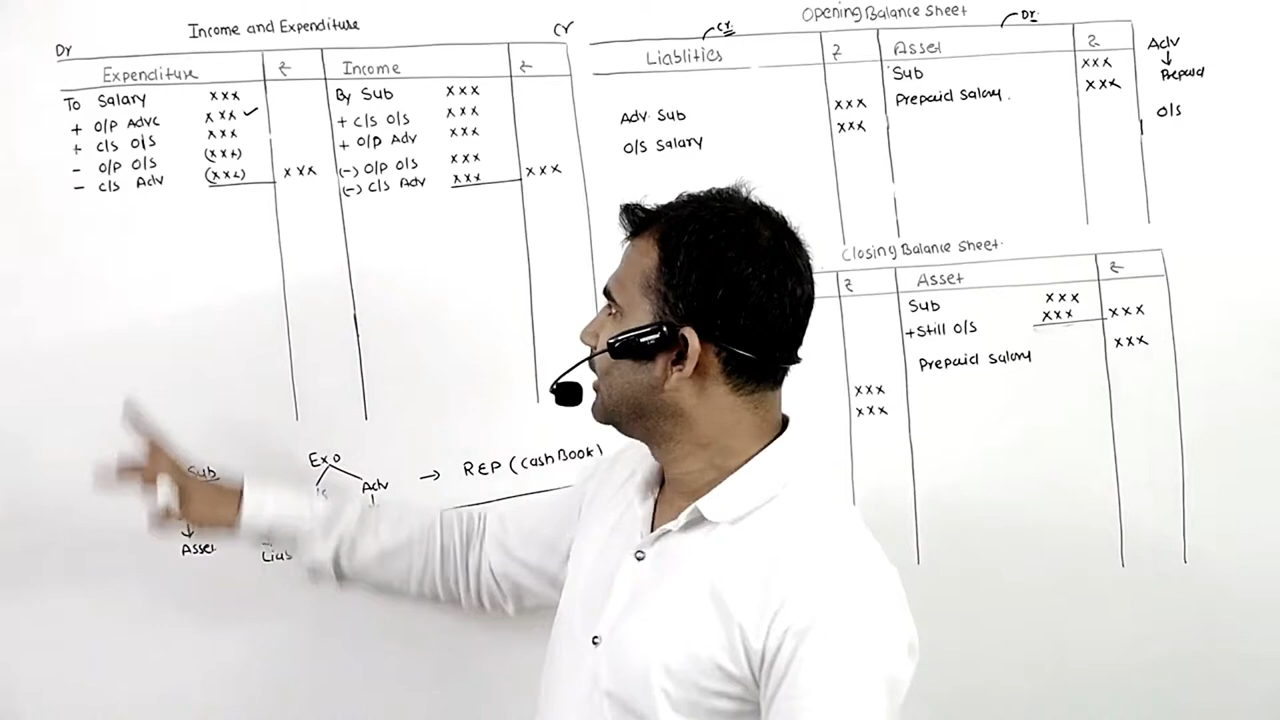 Income and Expenditure
Dr
Cr
Expenditure ₹ Income ₹
To Salary xxx By Sub xxx
+ O/P Advc xxx ✓ + C/S O/S xxx
+ C/S O/S xxx + O/P Adv xxx
- O/P O/S (xxx) (-) O/P O/S xxx
- C/S Adv (xxx) xxx (-) C/S Adv xxx xxx
Opening Balance Sheet
Cr.
Dr.
Liablities ₹ Asset ₹
Sub xxx
Adv. Sub xxx Prepaid Salary. xxx
O/S Salary xxx
Adv
↓
Prepaid
O/S
Closing Balance Sheet.
₹ Asset ₹
Sub xxx
+Still O/S xxx xxx
Prepaid Salary xxx
xxx
xxx
Sub
↓
Asset
Liab
Exp
Adv
→ R&P (Cash Book)